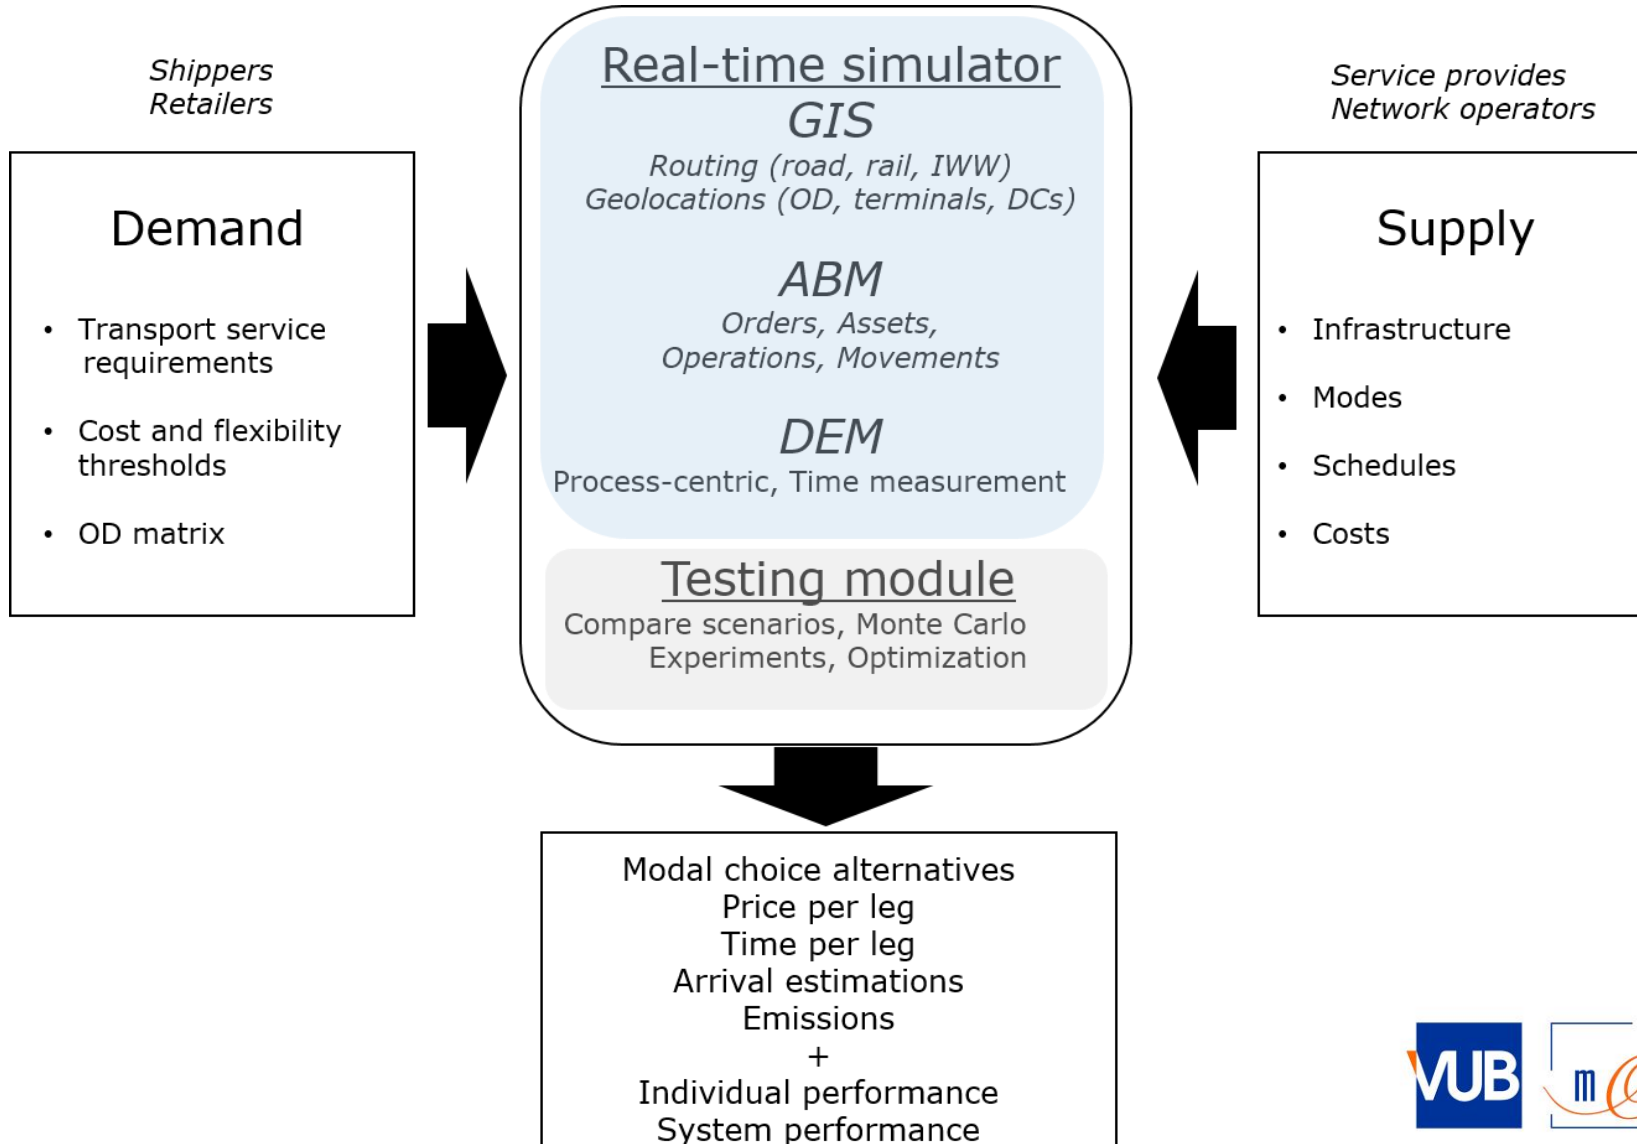 Shippers
Retailers
Demand
• Transport service
requirements
• Cost and flexibility
thresholds
• OD matrix
Real-time simulator
GIS
Routing (road, rail, IWW)
Geolocations (OD, terminals, DCs)
ABM
Orders, Assets,
Operations, Movements
DEM
Process-centric, Time measurement
Testing module
Compare scenarios, Monte Carlo
Experiments, Optimization
Service provides
Network operators
Supply
• Infrastructure
• Modes
• Schedules
• Costs
Modal choice alternatives
Price per leg
Time per leg
Arrival estimations
Emissions
+
Individual performance
System performance
VUB